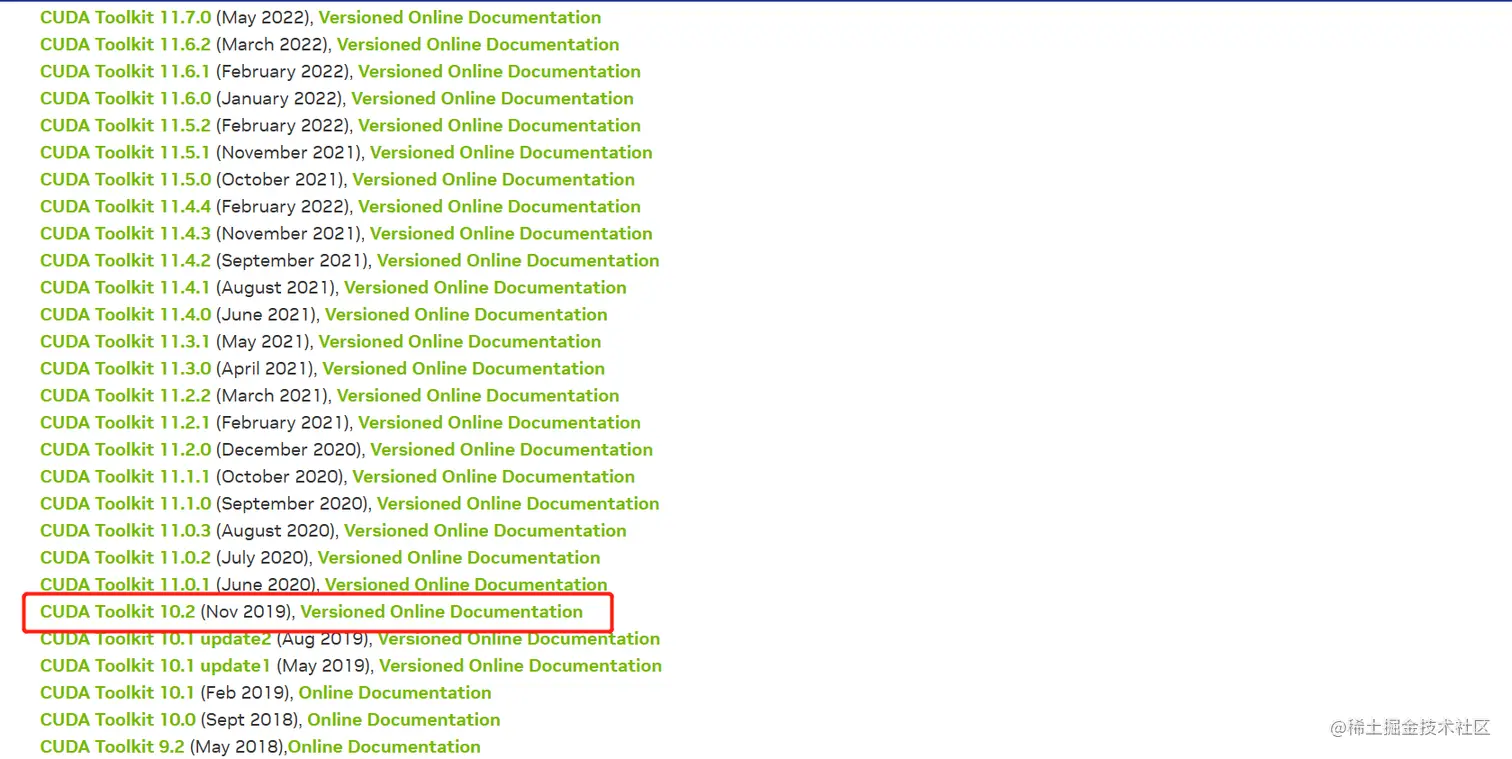 CUDA Toolkit 11.7.0 (May 2022), Versioned Online Documentation
CUDA Toolkit 11.6.2 (March 2022), Versioned Online Documentation
CUDA Toolkit 11.6.1 (February 2022), Versioned Online Documentation
CUDA Toolkit 11.6.0 (January 2022), Versioned Online Documentation
CUDA Toolkit 11.5.2 (February 2022), Versioned Online Documentation
CUDA Toolkit 11.5.1 (November 2021), Versioned Online Documentation
CUDA Toolkit 11.5.0 (October 2021), Versioned Online Documentation
CUDA Toolkit 11.4.4 (February 2022), Versioned Online Documentation
CUDA Toolkit 11.4.3 (November 2021), Versioned Online Documentation
CUDA Toolkit 11.4.2 (September 2021), Versioned Online Documentation
CUDA Toolkit 11.4.1 (August 2021), Versioned Online Documentation
CUDA Toolkit 11.4.0 (June 2021), Versioned Online Documentation
CUDA Toolkit 11.3.1 (May 2021), Versioned Online Documentation
CUDA Toolkit 11.3.0 (April 2021), Versioned Online Documentation
CUDA Toolkit 11.2.2 (March 2021), Versioned Online Documentation
CUDA Toolkit 11.2.1 (February 2021), Versioned Online Documentation
CUDA Toolkit 11.2.0 (December 2020), Versioned Online Documentation
CUDA Toolkit 11.1.1 (October 2020), Versioned Online Documentation
CUDA Toolkit 11.1.0 (September 2020), Versioned Online Documentation
CUDA Toolkit 11.0.3 (August 2020), Versioned Online Documentation
CUDA Toolkit 11.0.2 (July 2020), Versioned Online Documentation
CUDA Toolkit 11.0.1 (June 2020), Versioned Online Documentation
CUDA Toolkit 10.2 (Nov 2019), Versioned Online Documentation
CUDA Toolkit 10.1 update2 (Aug 2019), Versioned Online Documentation
CUDA Toolkit 10.1 update1 (May 2019), Versioned Online Documentation
CUDA Toolkit 10.1 (Feb 2019), Online Documentation
CUDA Toolkit 10.0 (Sept 2018), Online Documentation
CUDA Toolkit 9.2 (May 2018),Online Documentation
@稀土掘金技术社区